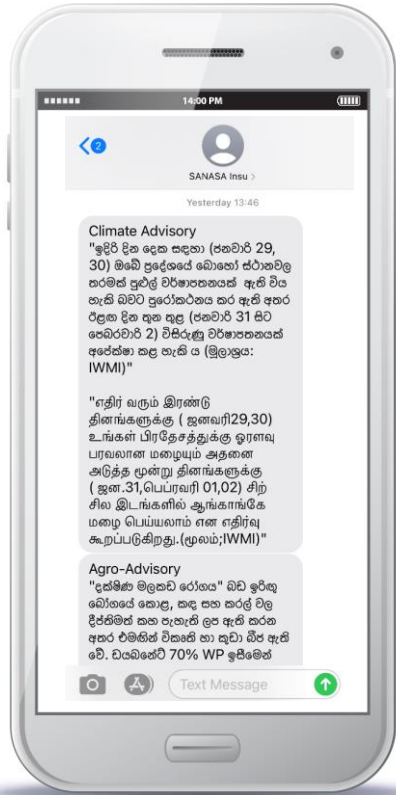 14:00 PM
2
SANASA Insu >
Yesterday 13:46
Climate Advisory
"ඉදිරි දින දෙක සඳහා (ජනවාරි 29,
30) ඔබේ ප්‍රදේශයේ බොහෝ ස්ථානවල
තරමක් පුළුල් වර්ෂාපතනයක් ඇති විය
හැකි බවට පුරෝකථනය කර ඇති අතර
ඊළඟ දින තුන තුළ (ජනවාරි 31 සිට
පෙබරවාරි 2) විසිරුණු වර්ෂාපතනයක්
අපේක්ෂා කළ හැකි ය (මූලාශ්‍රය:
IWMI)"
"எதிர் வரும் இரண்டு
தினங்களுக்கு ( ஜனவரி29,30)
உங்கள் பிரதேசத்துக்கு ஓரளவு
பரவலான மழையும் அதனை
அடுத்த மூன்று தினங்களுக்கு
( ஜன.31,பெப்ரவரி 01,02) சிற்
சில இடங்களில் ஆங்காங்கே
மழை பெய்யலாம் என எதிர்வு
கூறப்படுகிறது.(மூலம்;IWMI)"
Agro-Advisory
"දක්ෂිණ මලකඩ රෝගය" බඩ ඉරිඟු
බෝගයේ කොළ, කඳ සහ කරල් වල
දීප්තිමත් කහ පැහැති ලප ඇති කරන
අතර එමඟින් විකෘති හා කුඩා බීජ ඇති
වේ. ඩයබනේට් 70% WP ඉසීමෙන්
Text Message